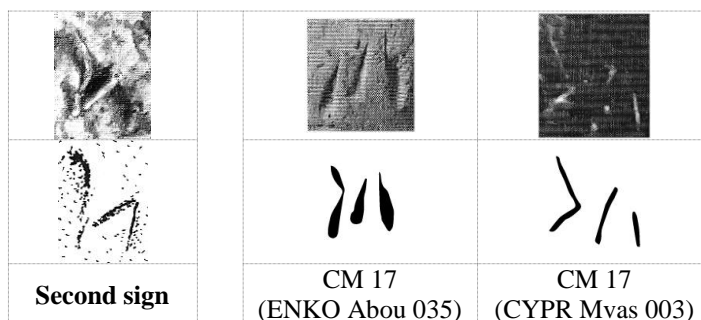 Second sign
CM 17
(ENKO Abou 035)
CM 17
(CYPR Mvas 003)